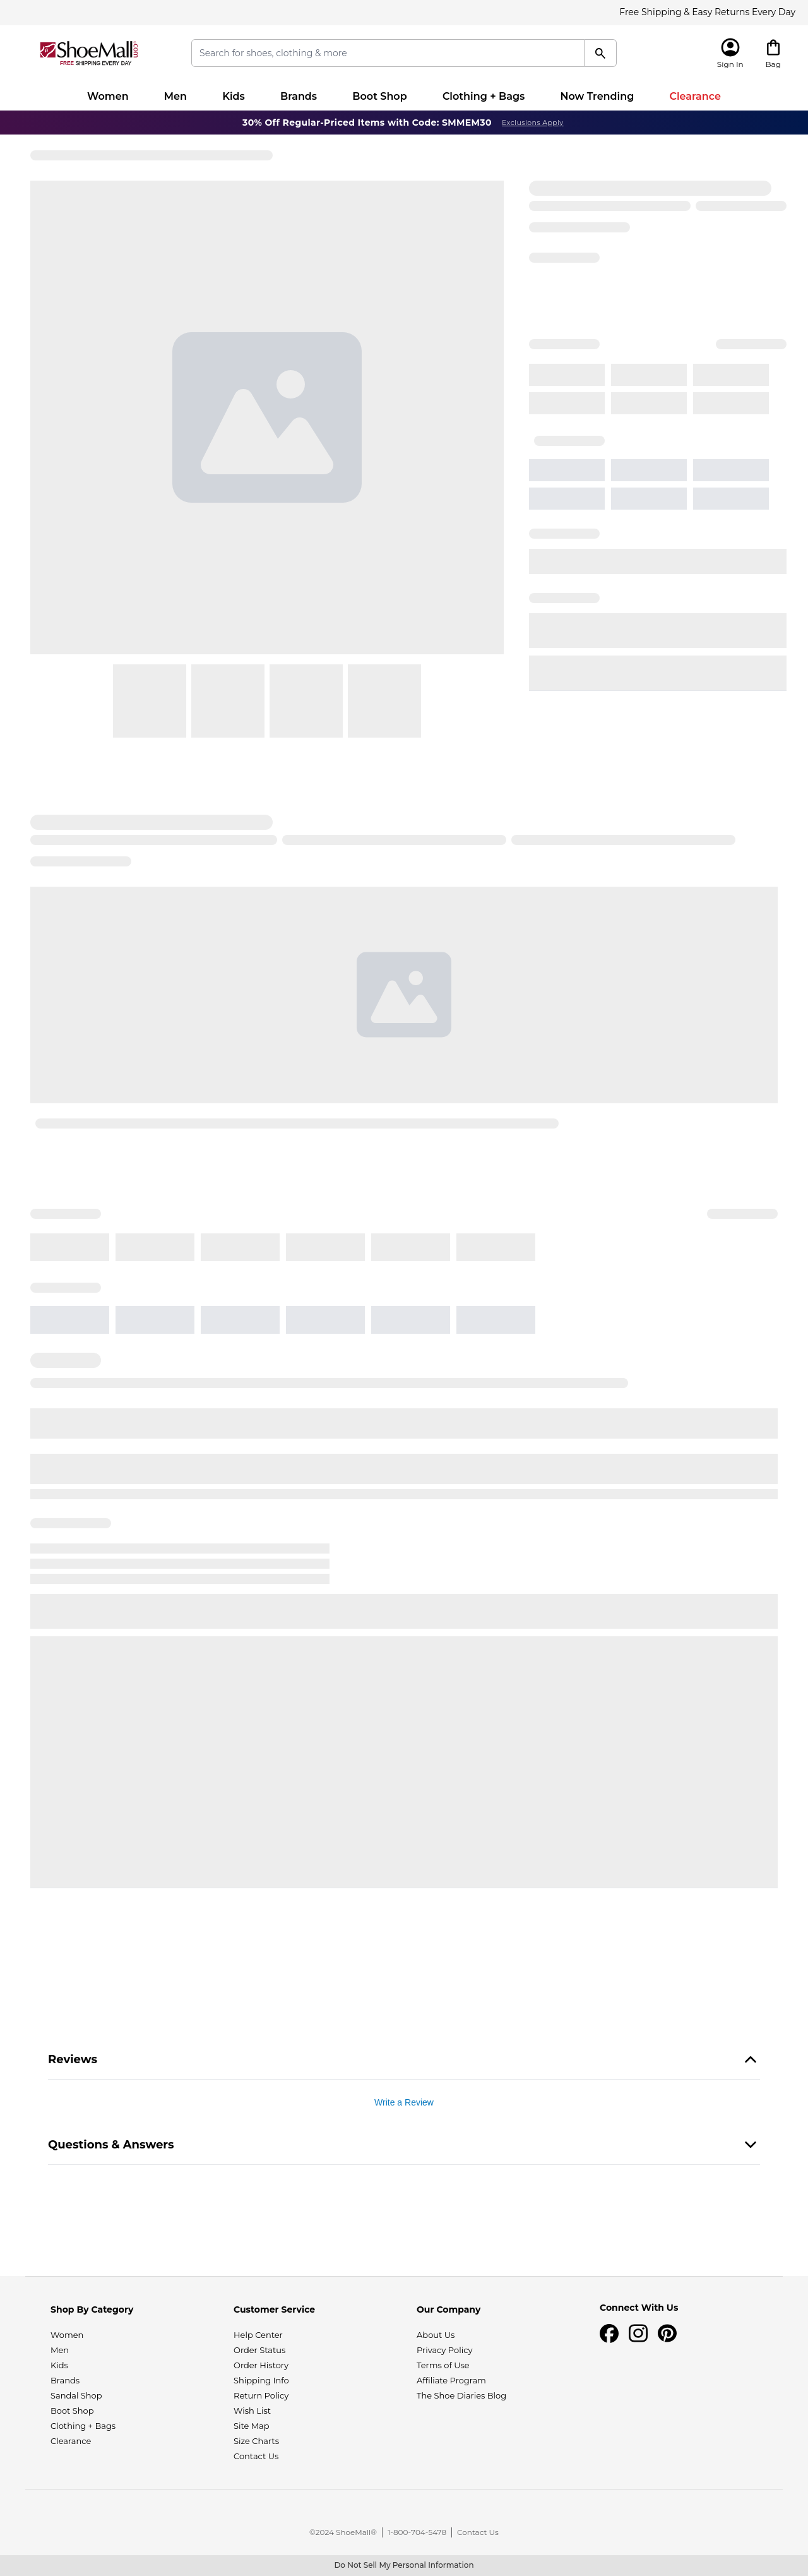 Free Shipping & Easy Returns Every Day
ShoeMall.com
FREE SHIPPING EVERY DAY
Search for shoes, clothing & more
Sign In
Bag
Women Men Kids Brands Boot Shop Clothing + Bags Now Trending Clearance
30% Off Regular-Priced Items with Code: SMMEM30 Exclusions Apply
Reviews
Write a Review
Questions & Answers
Shop By Category
Women
Men
Kids
Brands
Sandal Shop
Boot Shop
Clothing + Bags
Clearance
Customer Service
Help Center
Order Status
Order History
Shipping Info
Return Policy
Wish List
Site Map
Size Charts
Contact Us
Our Company
About Us
Privacy Policy
Terms of Use
Affiliate Program
The Shoe Diaries Blog
Connect With Us
©2024 ShoeMall® 1-800-704-5478 Contact Us
Do Not Sell My Personal Information